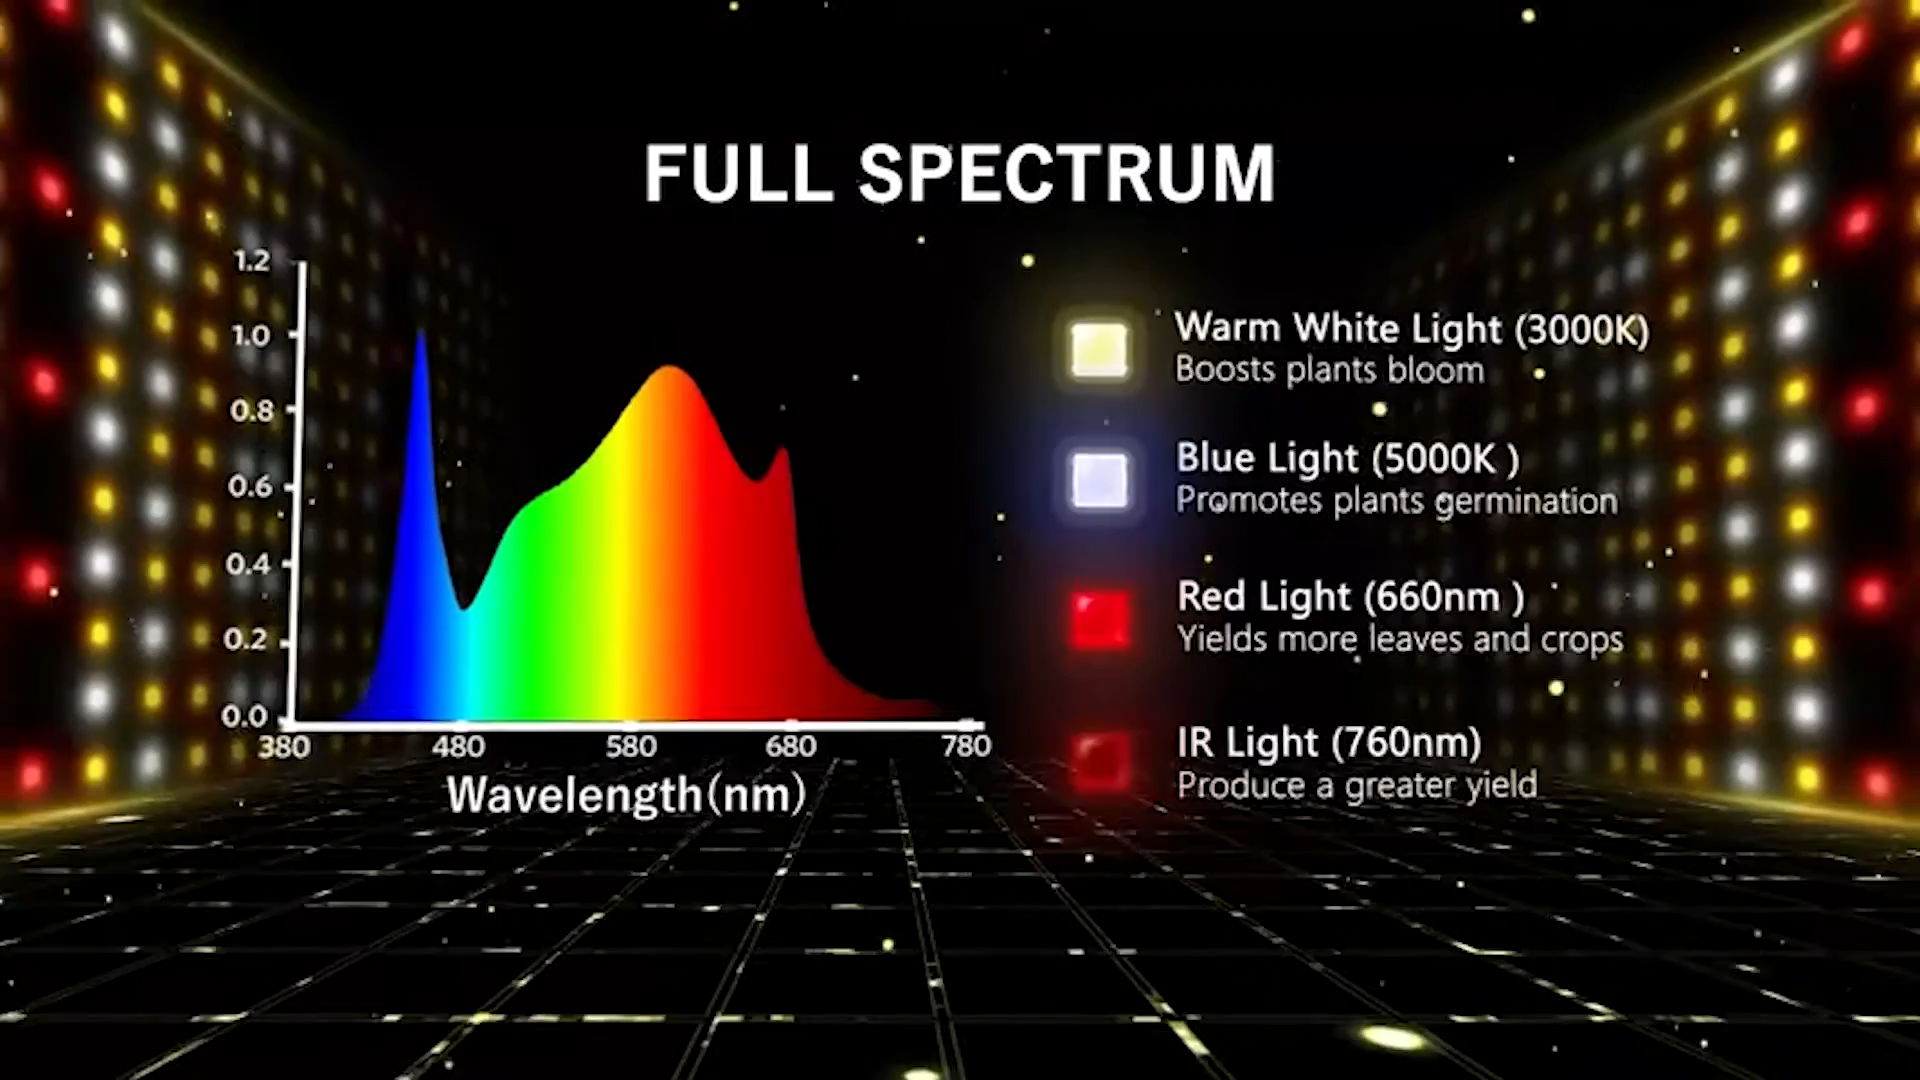 FULL SPECTRUM
1.2
1.0
0.8
0.6
0.4
0.2
0.0
380 480 580 680 780
Wavelength(nm)
Warm White Light (3000K)
Boosts plants bloom
Blue Light (5000K )
Promotes plants germination
Red Light (660nm )
Yields more leaves and crops
IR Light (760nm)
Produce a greater yield